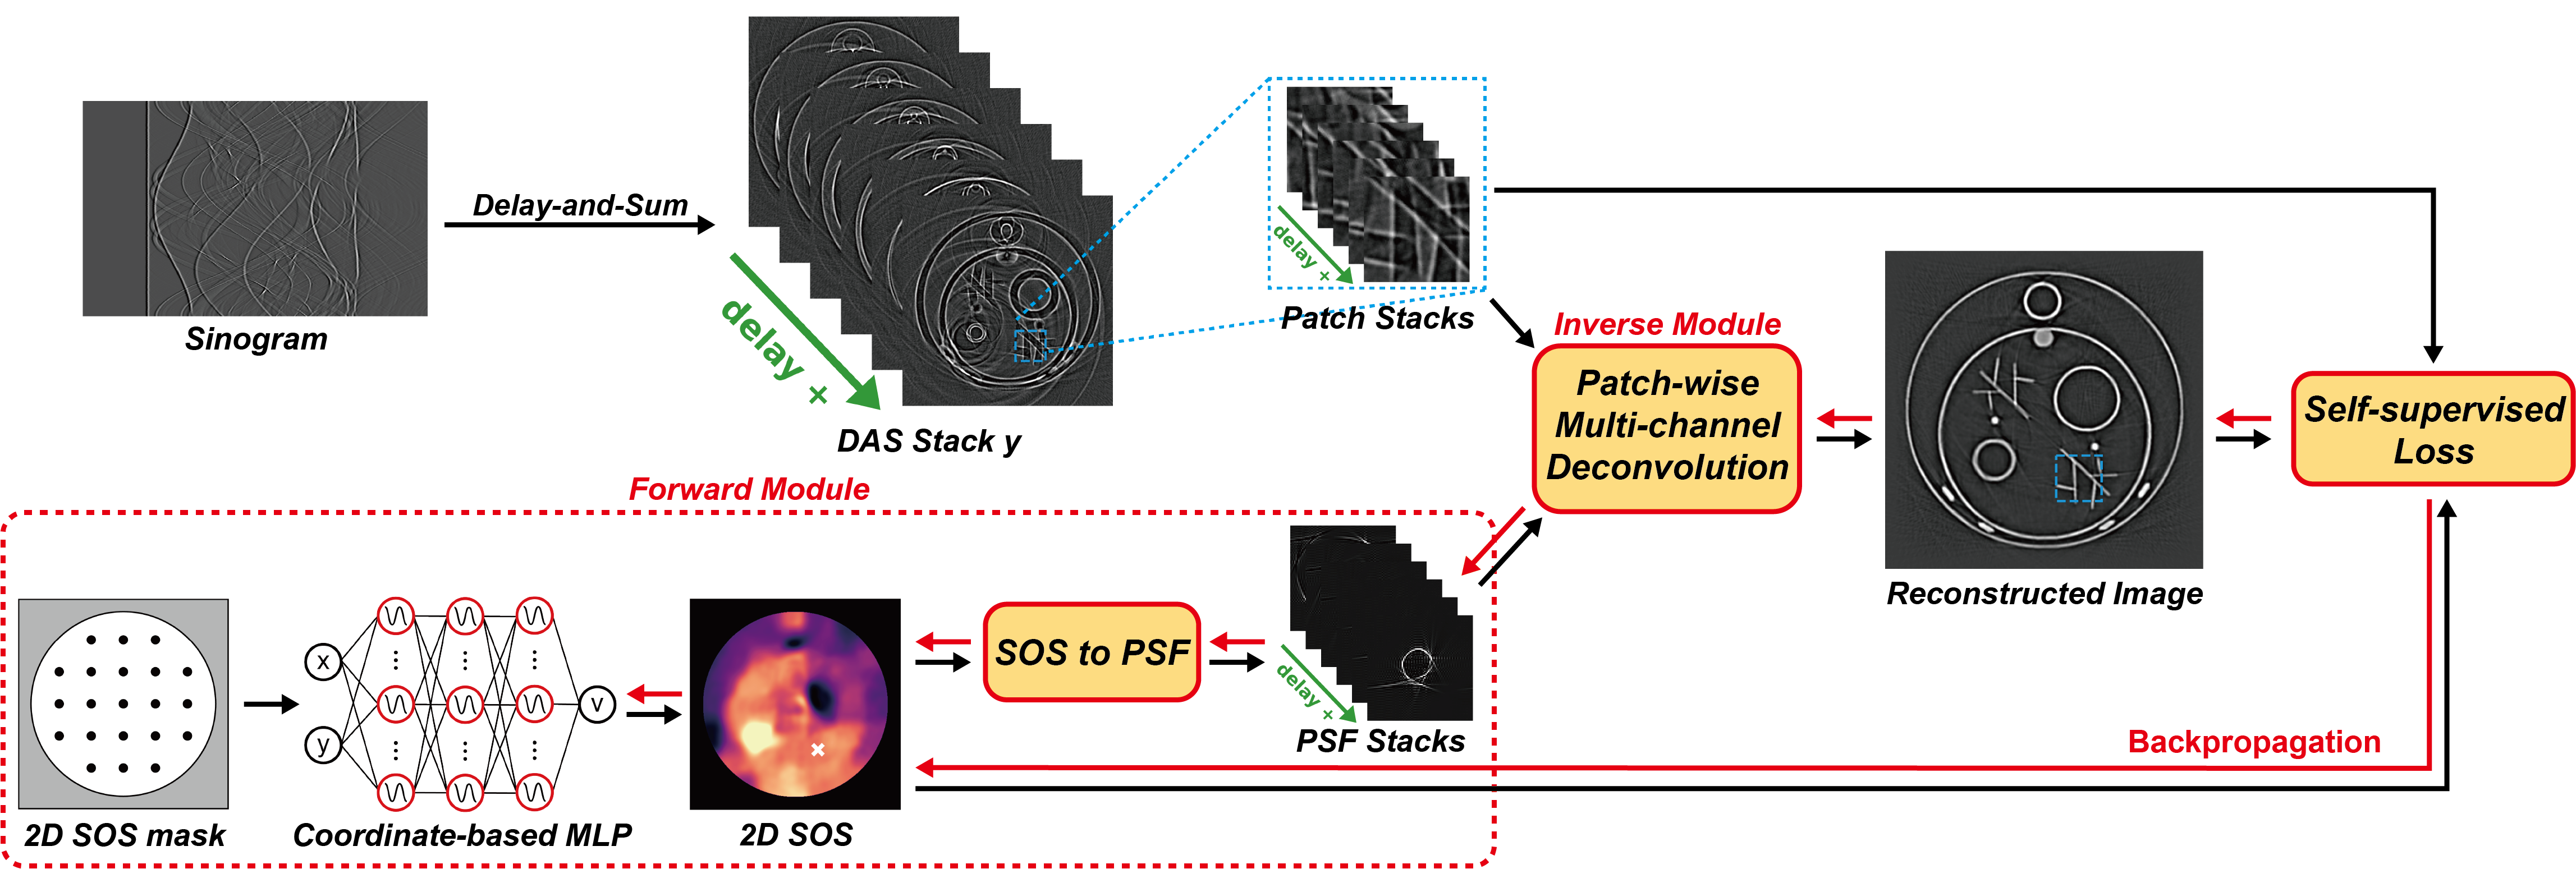 Sinogram
Delay-and-Sum
delay +
DAS Stack y
delay +
Patch Stacks
Inverse Module
Patch-wise
Multi-channel
Deconvolution
Reconstructed Image
Self-supervised
Loss
Forward Module
2D SOS mask
x
y
v
Coordinate-based MLP
2D SOS
SOS to PSF
delay +
PSF Stacks
Backpropagation